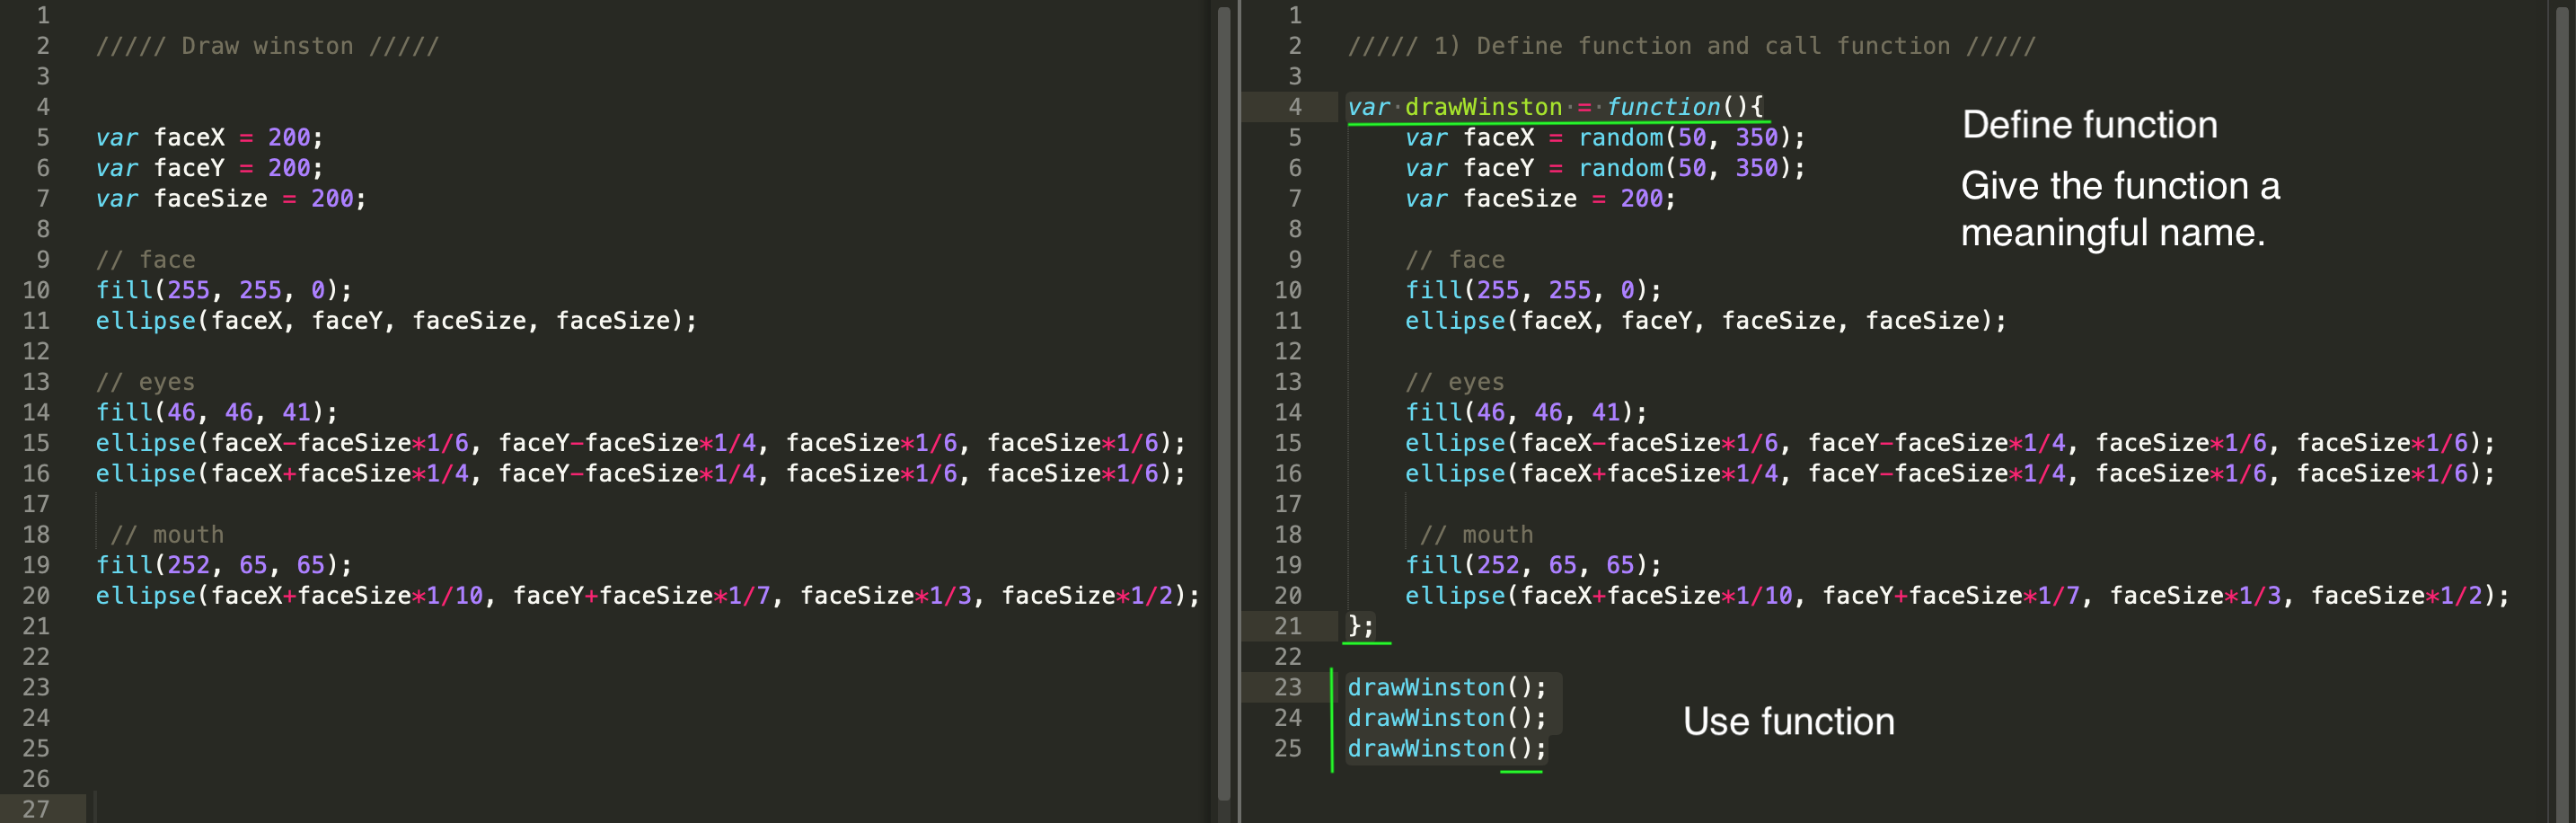 1
2 ///// Draw winston /////
3
4
5 var faceX = 200;
6 var faceY = 200;
7 var faceSize = 200;
8
9 // face
10 fill(255, 255, 0);
11 ellipse(faceX, faceY, faceSize, faceSize);
12
13 // eyes
14 fill(46, 46, 41);
15 ellipse(faceX-faceSize*1/6, faceY-faceSize*1/4, faceSize*1/6, faceSize*1/6);
16 ellipse(faceX+faceSize*1/4, faceY-faceSize*1/4, faceSize*1/6, faceSize*1/6);
17
18 // mouth
19 fill(252, 65, 65);
20 ellipse(faceX+faceSize*1/10, faceY+faceSize*1/7, faceSize*1/3, faceSize*1/2);
21
22
23
24
25
26
27
1
2 ///// 1) Define function and call function /////
3
4 var drawWinston = function(){
5 var faceX = random(50, 350);
6 var faceY = random(50, 350);
7 var faceSize = 200;
8
9 // face
10 fill(255, 255, 0);
11 ellipse(faceX, faceY, faceSize, faceSize);
12
13 // eyes
14 fill(46, 46, 41);
15 ellipse(faceX-faceSize*1/6, faceY-faceSize*1/4, faceSize*1/6, faceSize*1/6);
16 ellipse(faceX+faceSize*1/4, faceY-faceSize*1/4, faceSize*1/6, faceSize*1/6);
17
18 // mouth
19 fill(252, 65, 65);
20 ellipse(faceX+faceSize*1/10, faceY+faceSize*1/7, faceSize*1/3, faceSize*1/2);
21 };
22
23 drawWinston();
24 drawWinston();
25 drawWinston();
Define function
Give the function a
meaningful name.
Use function